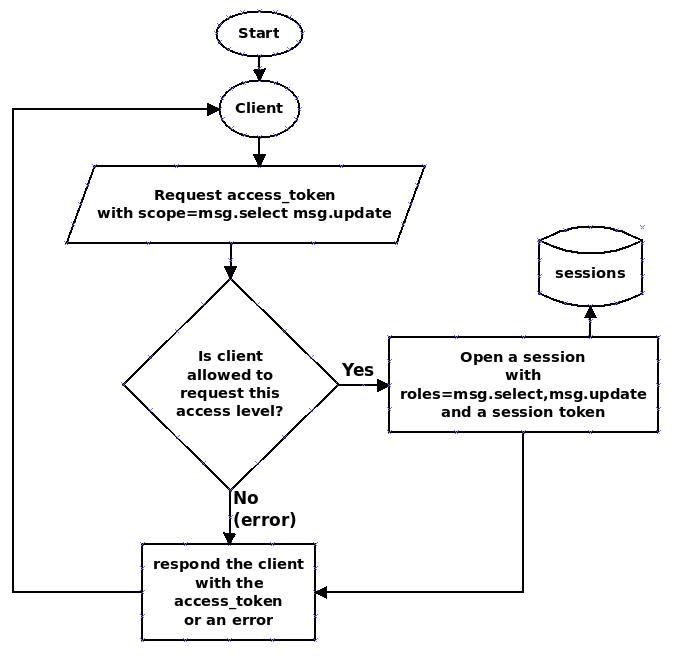 Start
Client
Request access_token
with scope=msg.select msg.update
sessions
Is client
allowed to
request this
access level?
Yes
Open a session
with
roles=msg.select,msg.update
and a session token
No
(error)
respond the client
with the
access_token
or an error